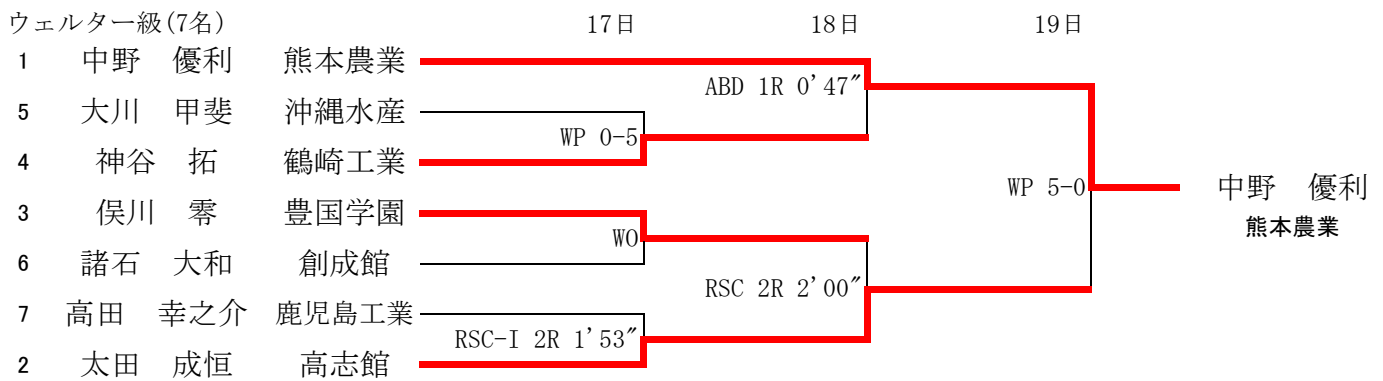 ウェルター級(7名) 17日 18日 19日
1 中野　優利 熊本農業
ABD 1R 0'47″
5 大川　甲斐 沖縄水産
WP 0-5
4 神谷　拓 鶴崎工業
WP 5-0 中野　優利
3 俣川　零 豊国学園
熊本農業
WO
6 諸石　大和 創成館
RSC 2R 2'00″
7 高田　幸之介 鹿児島工業
RSC-I 2R 1'53″
2 太田　成恒 高志館